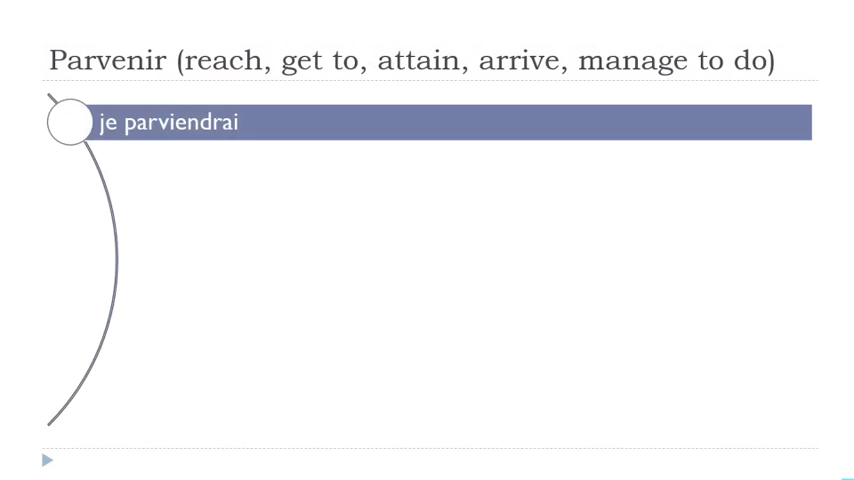 Parvenir (reach, get to, attain, arrive, manage to do)
je parviendrai